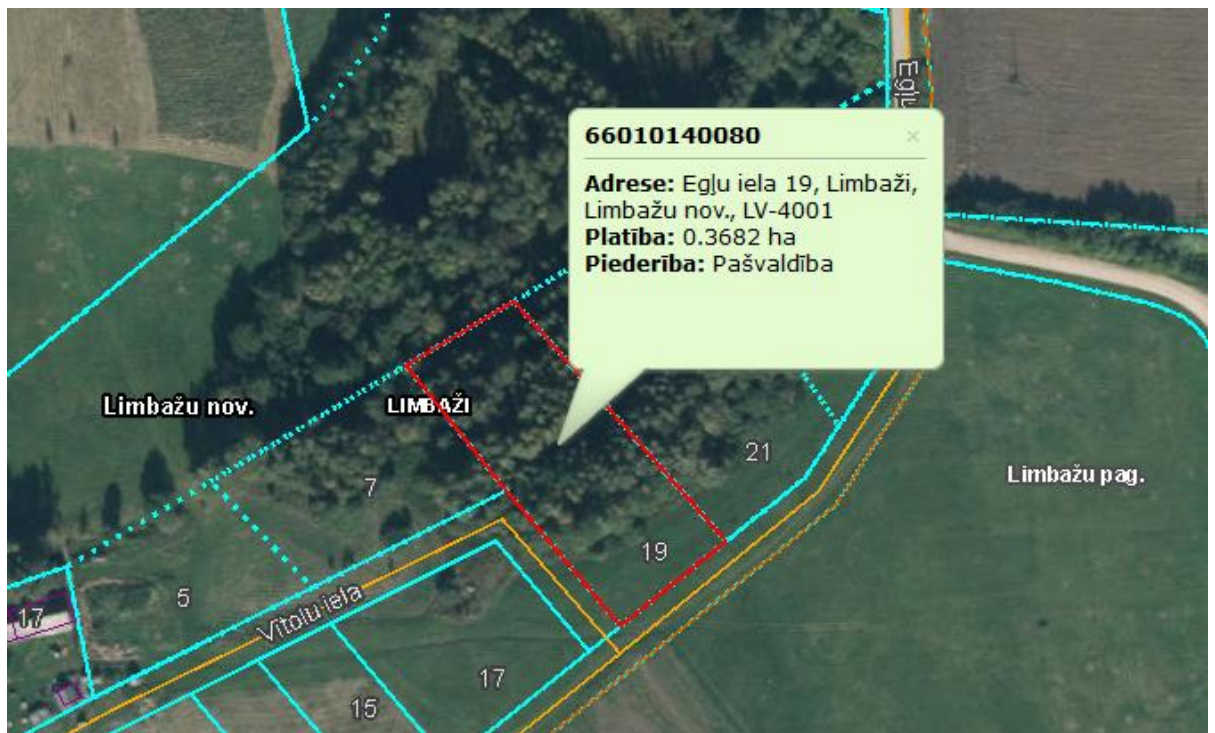 Egļu
66010140080
×
Adrese: Egļu iela 19, Limbaži,
Limbažu nov., LV-4001
Platība: 0.3682 ha
Piederība: Pašvaldība
Limbažu nov.
LIMBAŽI
21
Limbažu pag.
7
19
5
17
Vītolu iela
17
15